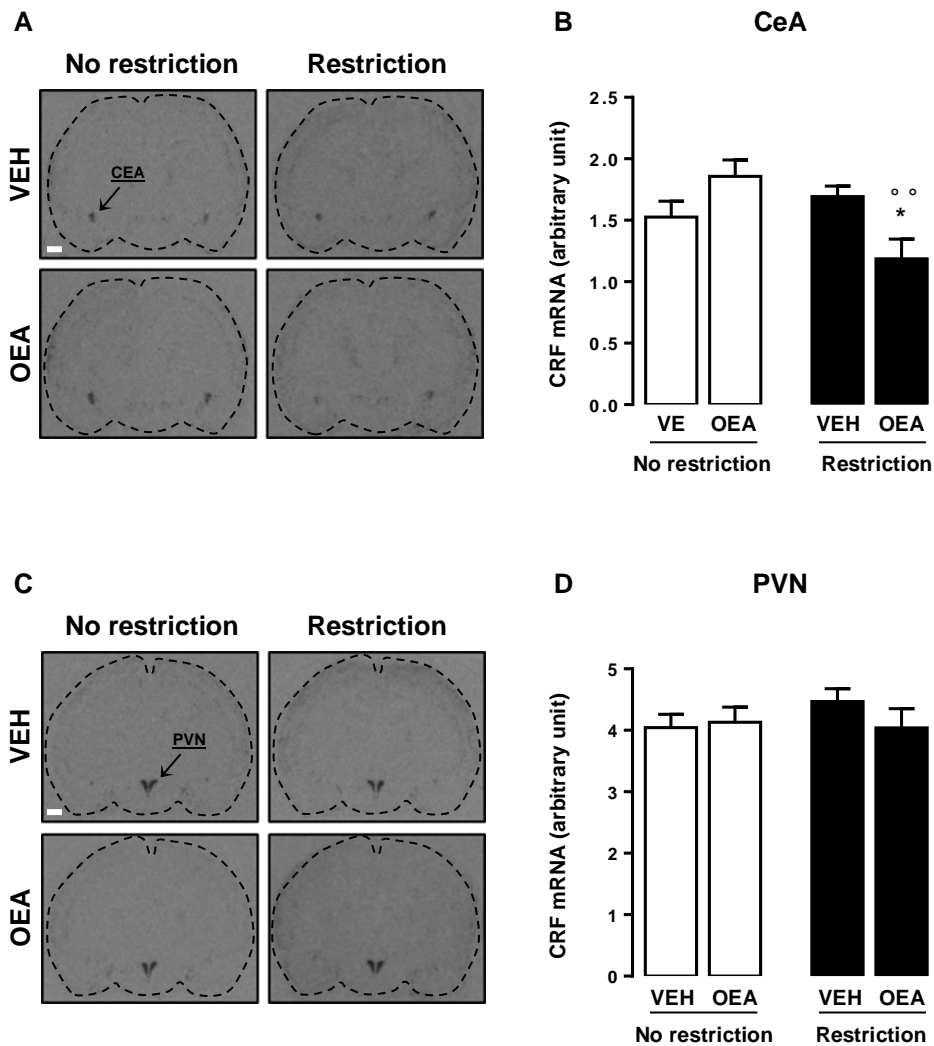 A
No restriction
Restriction
VEH
CEA
OEA
B
CeA
CRF mRNA (arbitrary unit)
2.5
2.0
1.5
1.0
0.5
0.0
° °
*
VE OEA VEH OEA
No restriction Restriction
C
No restriction
Restriction
VEH
PVN
OEA
D
PVN
CRF mRNA (arbitrary unit)
5
4
3
2
1
0
VEH OEA VEH OEA
No restriction Restriction